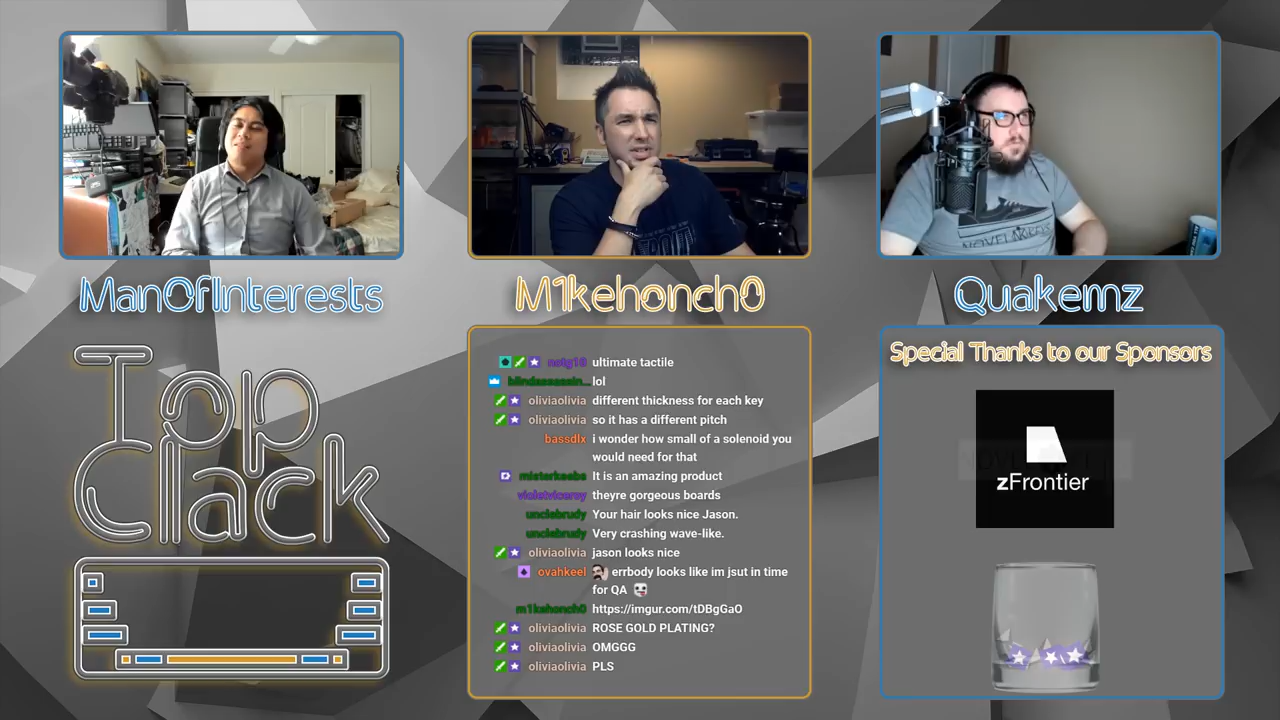 ManOfInterests
M1kehonch0
Quakemz
Top
Clack
notg18 ultimate tactile
blindassassin... lol
oliviaolivia different thickness for each key
oliviaolivia so it has a different pitch
bassdlx i wonder how small of a solenoid you
would need for that
misterkeebs It is an amazing product
violetviceroy theyre gorgeous boards
unclebrudy Your hair looks nice Jason.
unclebrudy Very crashing wave-like.
oliviaolivia jason looks nice
ovahkeel errbody looks like im jsut in time
for QA
m1kehonch0 https://imgur.com/tDBgGaO
oliviaolivia ROSE GOLD PLATING?
oliviaolivia OMGGG
oliviaolivia PLS
Special Thanks to our Sponsors
zFrontier